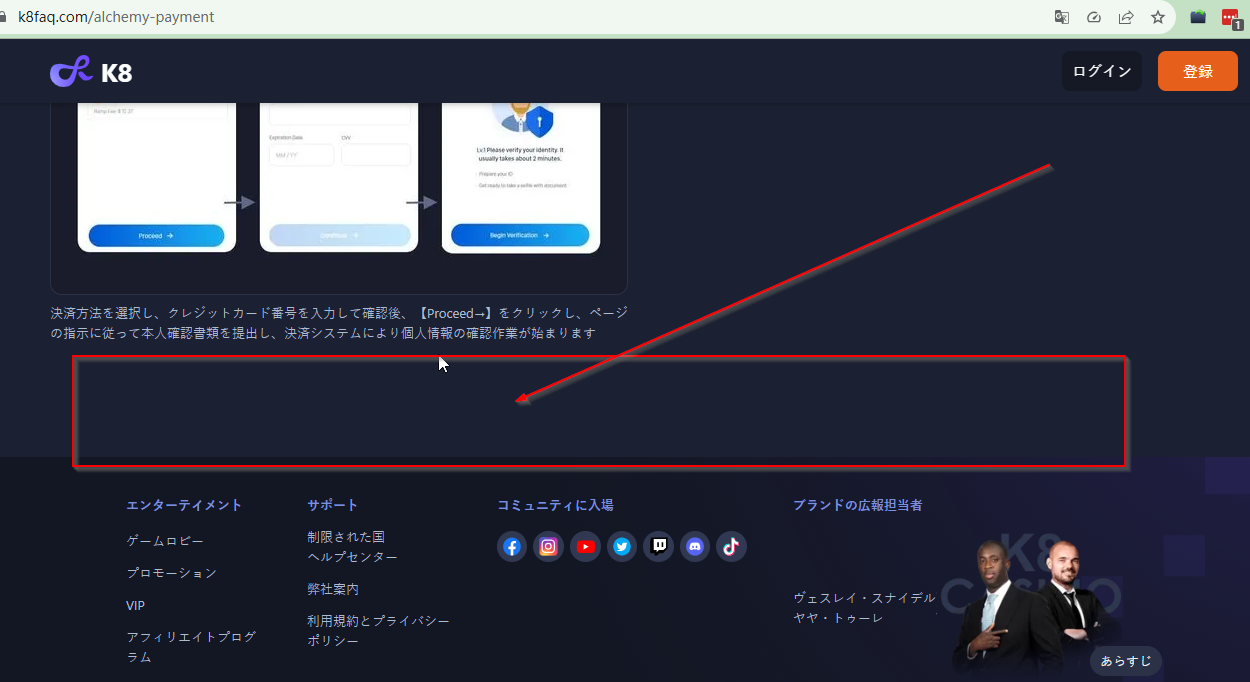 k8faq.com/alchemy-payment
1
K8
ログイン
登録
Expiration Date
CVV
MM / YY
Lv.1 Please verify your identity. It
usually takes about 2 minutes.
Prepare your ID
Get ready to take a selfie with document.
Proceed →
Continue →
Begin Verification →
決済方法を選択し、クレジットカード番号を入力して確認後、【Proceed→】をクリックし、ページ
の指示に従って本人確認書類を提出し、決済システムにより個人情報の確認作業が始まります
エンターテイメント
ゲームロビー
プロモーション
VIP
アフィリエイトプログ
ラム
サポート
制限された国
ヘルプセンター
弊社案内
利用規約とプライバシー
ポリシー
コミュニティに入場
ブランドの広報担当者
ヴェスレイ・スナイデル
ヤヤ・トゥーレ
K8
CASINO
あらすじ